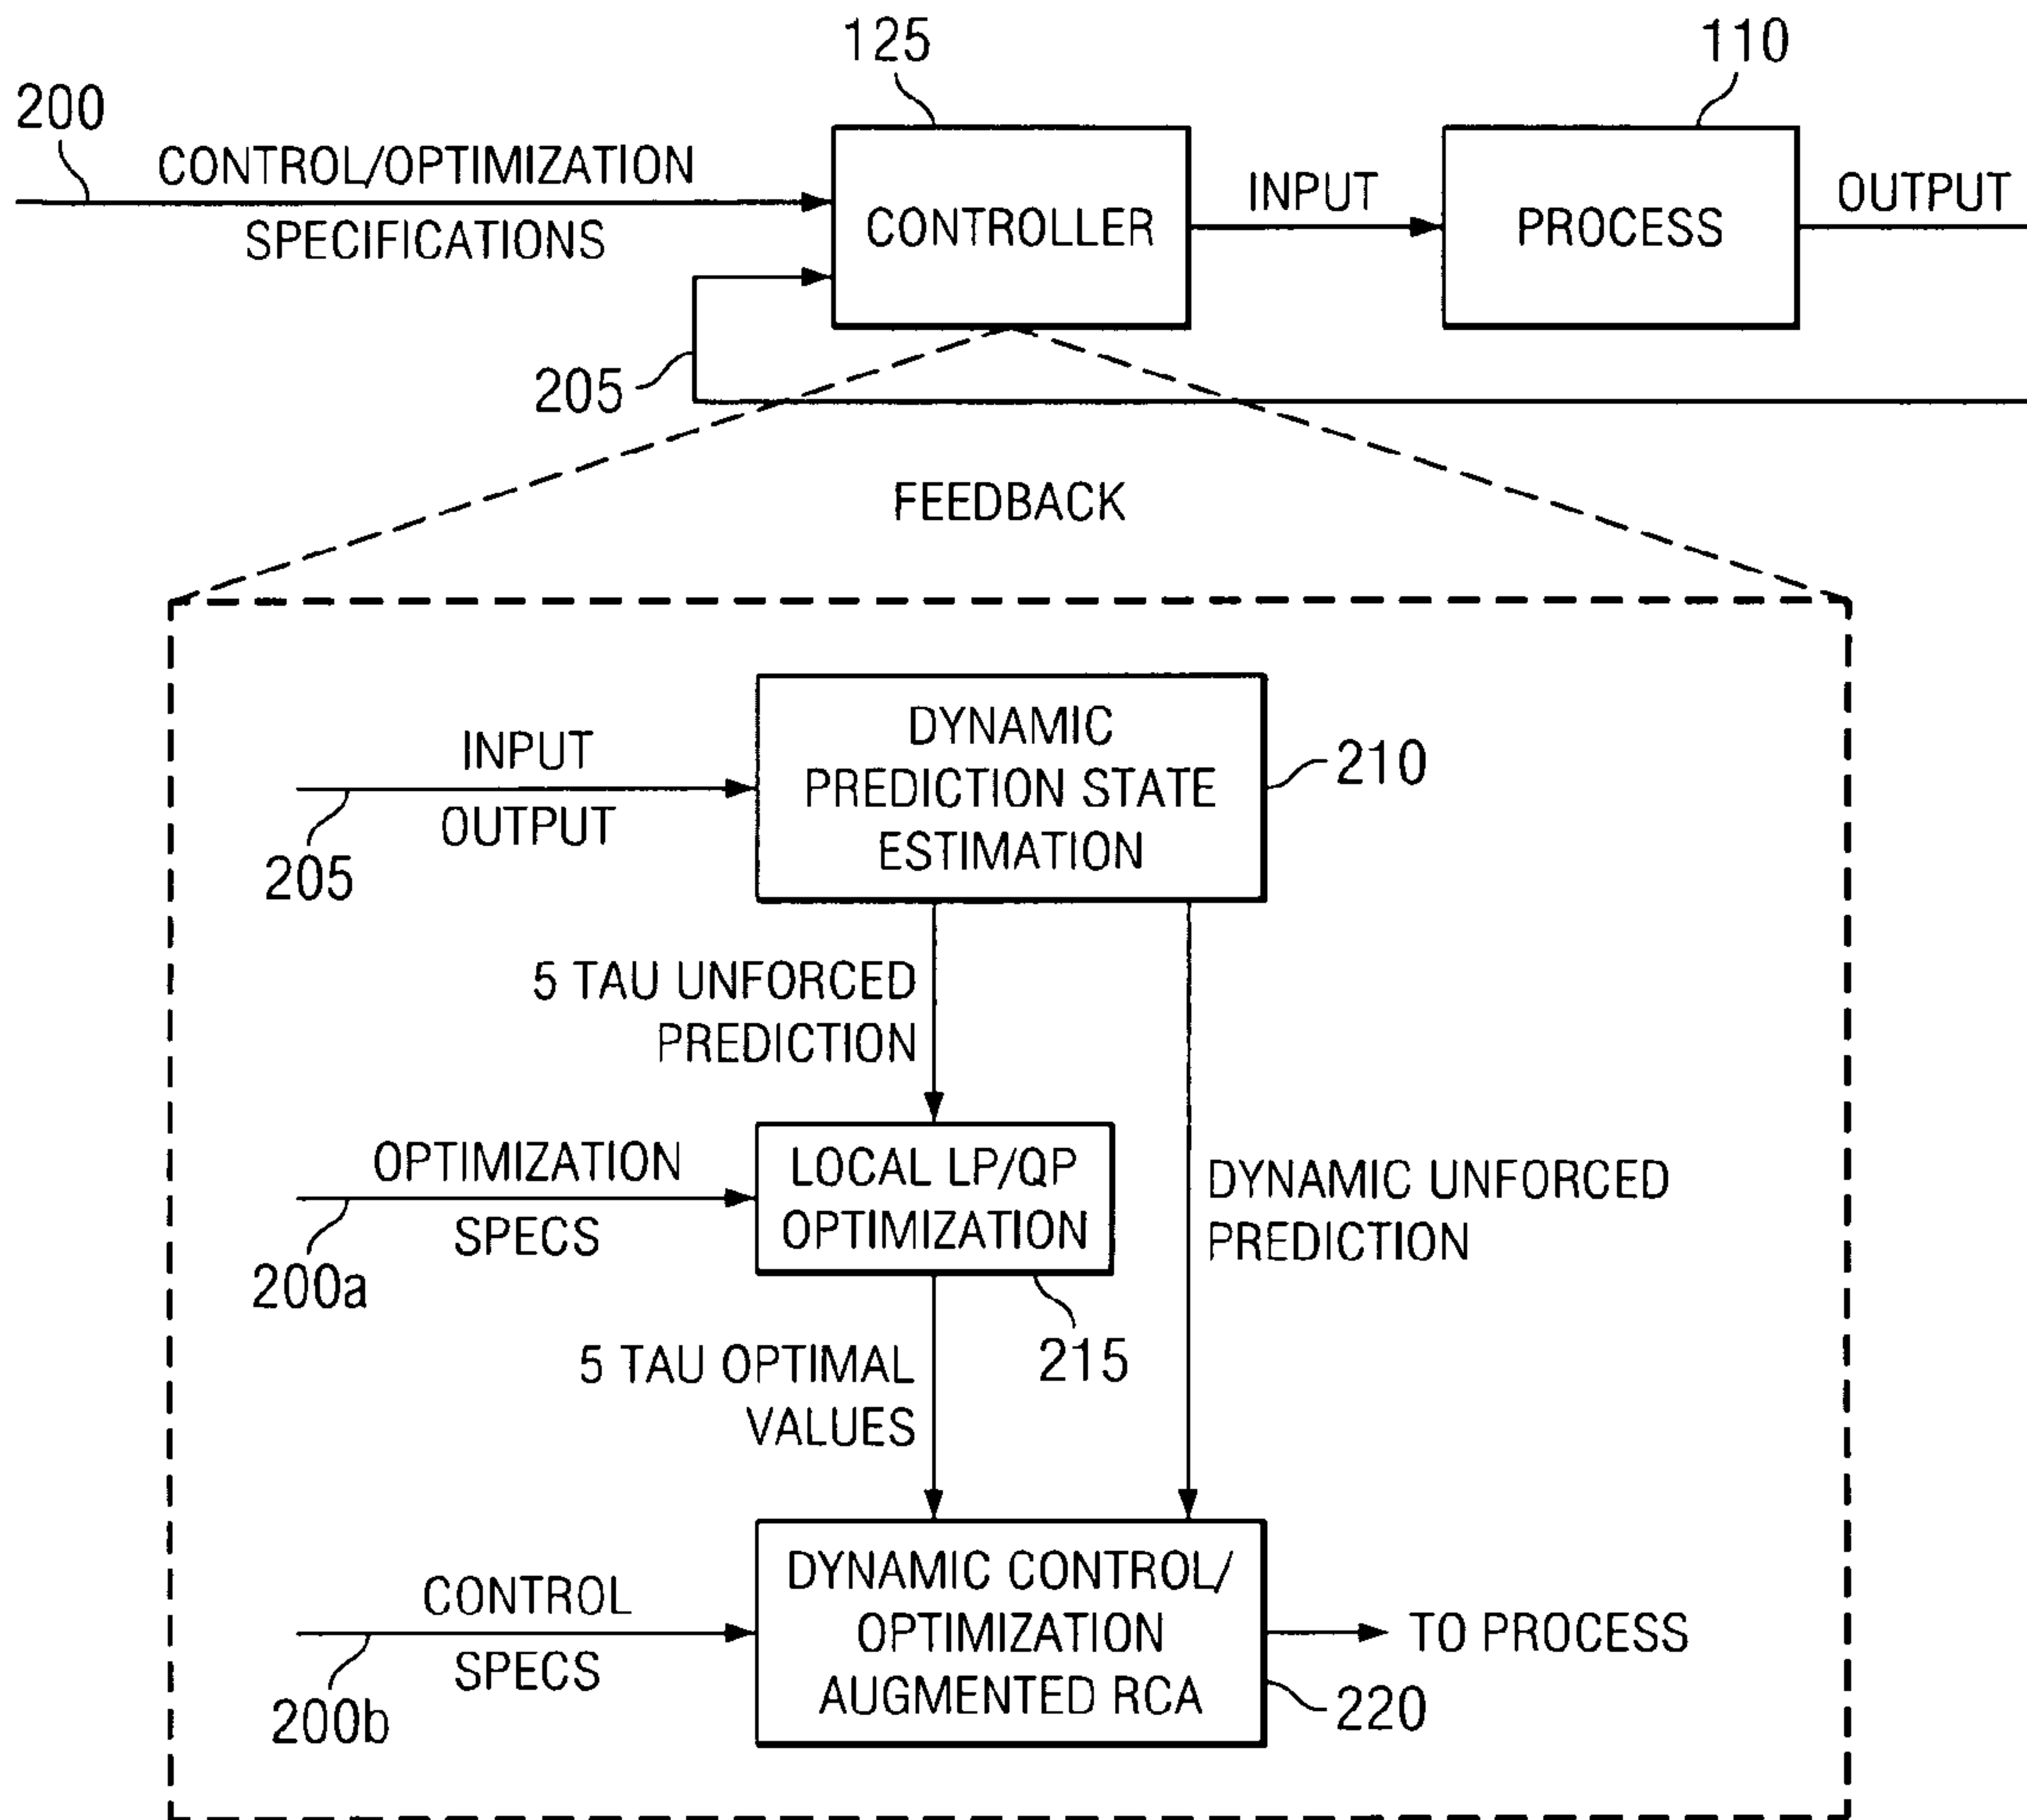 125
110
200
CONTROL/OPTIMIZATION
SPECIFICATIONS
CONTROLLER
INPUT
PROCESS
OUTPUT
205
FEEDBACK
INPUT
OUTPUT
205
DYNAMIC
PREDICTION STATE
ESTIMATION
210
5 TAU UNFORCED
PREDICTION
OPTIMIZATION
SPECS
200a
LOCAL LP/QP
OPTIMIZATION
215
DYNAMIC UNFORCED
PREDICTION
5 TAU OPTIMAL
VALUES
CONTROL
SPECS
200b
DYNAMIC CONTROL/
OPTIMIZATION
AUGMENTED RCA
220
TO PROCESS